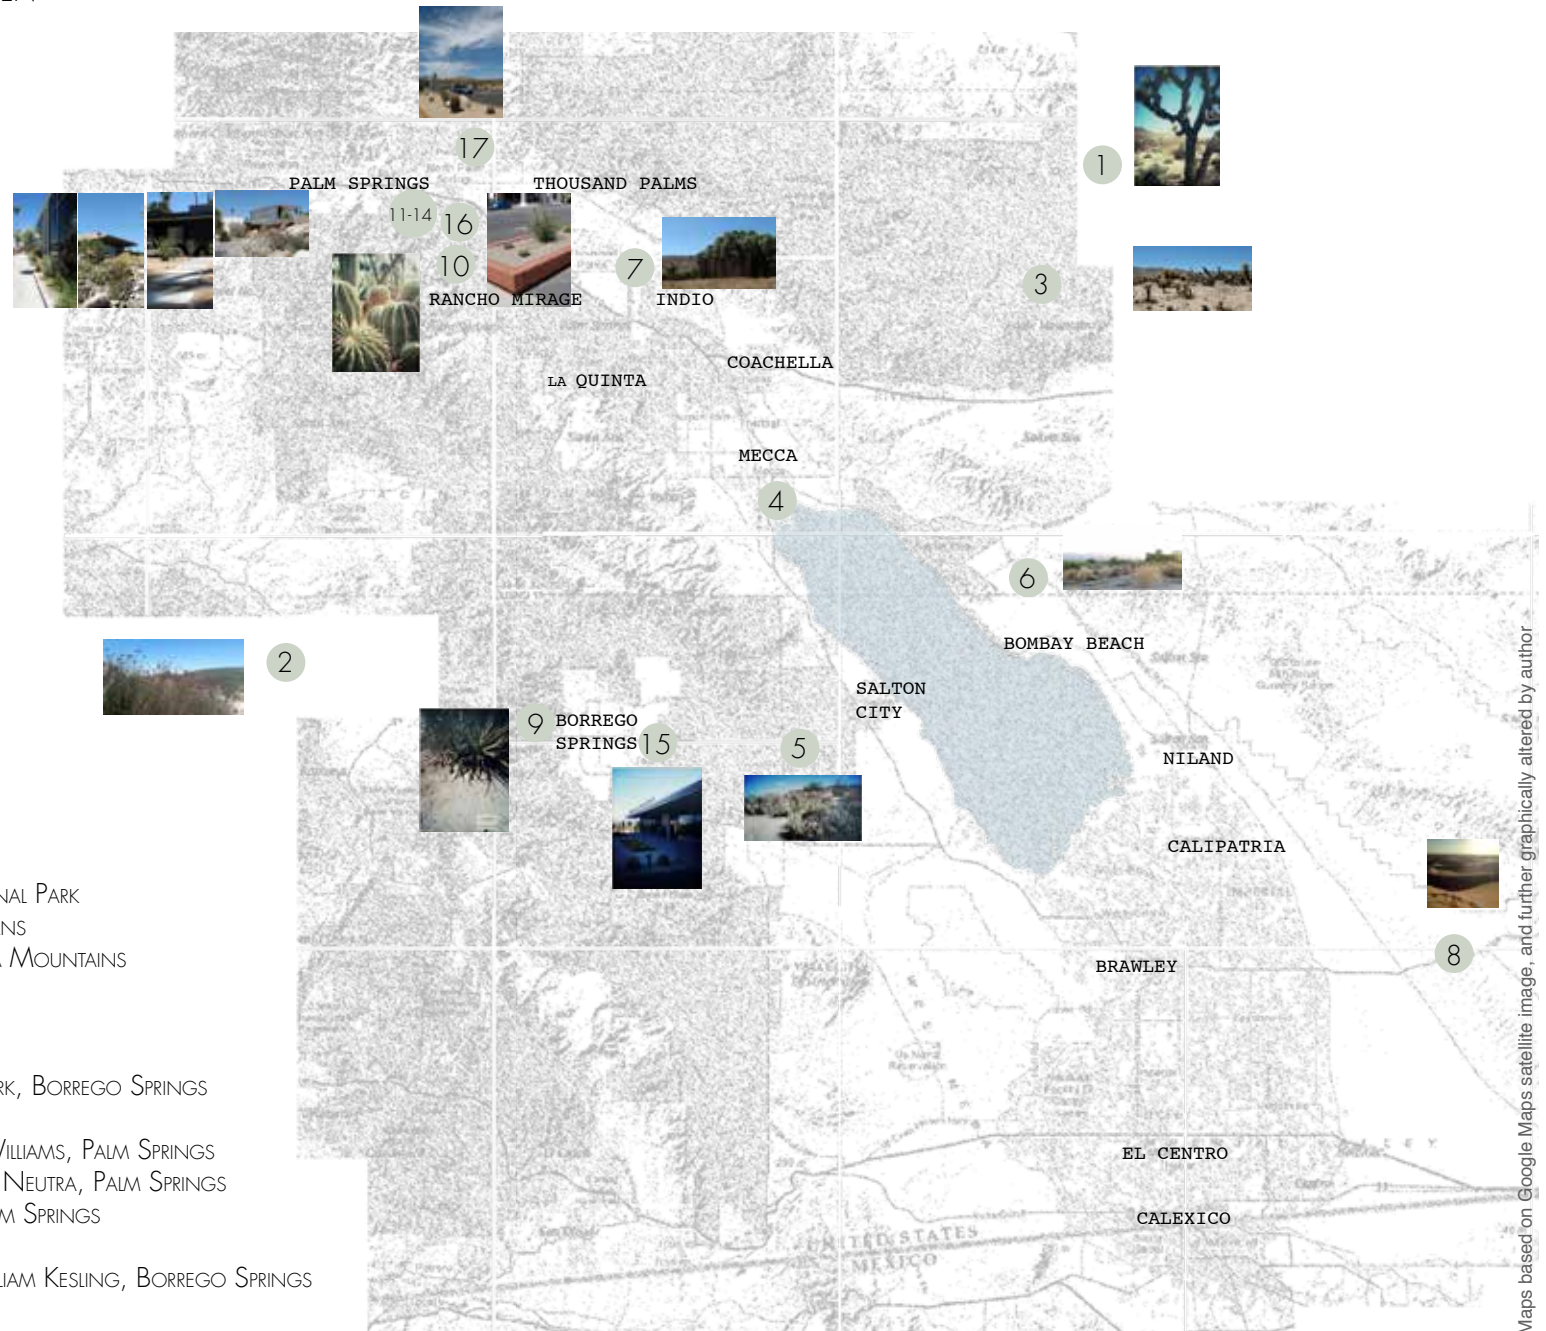 17
PALM SPRINGS
THOUSAND PALMS
1
11-14
16
10
7
3
RANCHO MIRAGE
INDIO
COACHELLA
LA QUINTA
MECCA
4
6
BOMBAY BEACH
2
SALTON
CITY
9
BORREGO
SPRINGS
15
5
NILAND
CALIPATRIA
8
BRAWLEY
EL CENTRO
CALEXICO
UNITED STATES
MEXICO
NAL PARK
NS
MOUNTAINS
RK, BORREGO SPRINGS
WILLIAMS, PALM SPRINGS
NEUTRA, PALM SPRINGS
M SPRINGS
LIAM KESLING, BORREGO SPRINGS
Maps based on Google Maps satellite image, and further graphically altered by author